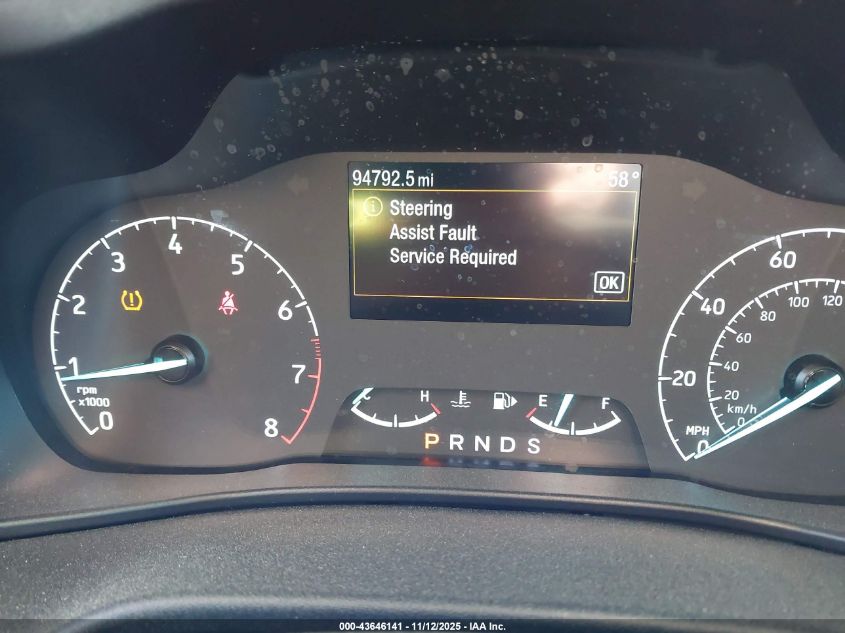 94792.5 mi 58°
Steering
Assist Fault
Service Required
OK
0 1 2 3 4 5 6 7 8
rpm
x1000
H
E F
P R N D S
0 20 40 60
MPH
0 20 40 60 80 100 120
km/h
000-43646141 - 11/12/2025 - IAA Inc.